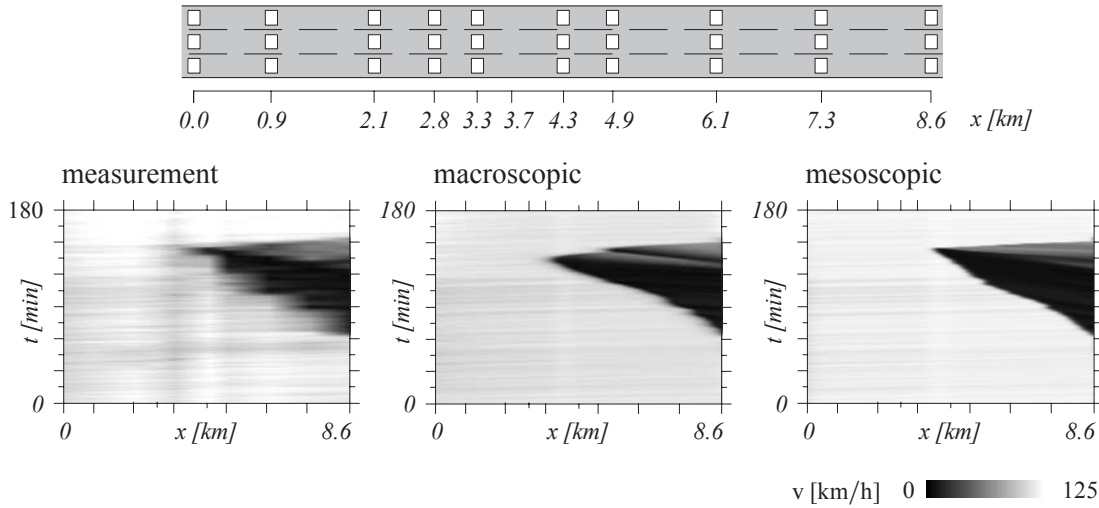 0.0 0.9 2.1 2.8 3.3 3.7 4.3 4.9 6.1 7.3 8.6 x [km]
measurement macroscopic mesoscopic
180 180 180
t [min] t [min] t [min]
0 0 0
0 x [km] 8.6 0 x [km] 8.6 0 x [km] 8.6
v [km/h] 0 125